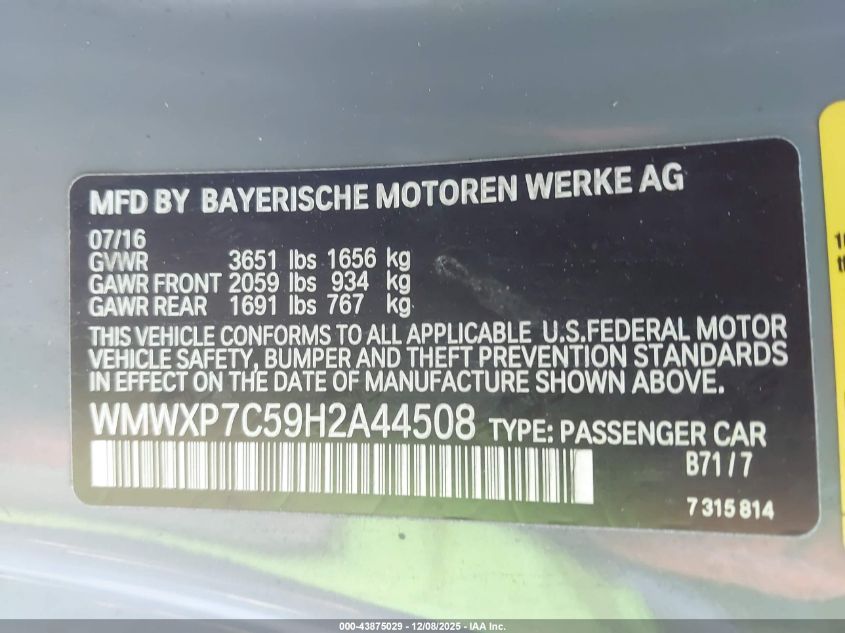 MFD BY BAYERISCHE MOTOREN WERKE AG
07/16
GVWR 3651 lbs 1656 kg
GAWR FRONT 2059 lbs 934 kg
GAWR REAR 1691 lbs 767 kg
THIS VEHICLE CONFORMS TO ALL APPLICABLE U.S.FEDERAL MOTOR
VEHICLE SAFETY, BUMPER AND THEFT PREVENTION STANDARDS
IN EFFECT ON THE DATE OF MANUFACTURE SHOWN ABOVE.
WMWXP7C59H2A44508 TYPE: PASSENGER CAR
B71/7
7 315 814
000-43875029 - 12/08/2025 - IAA Inc.